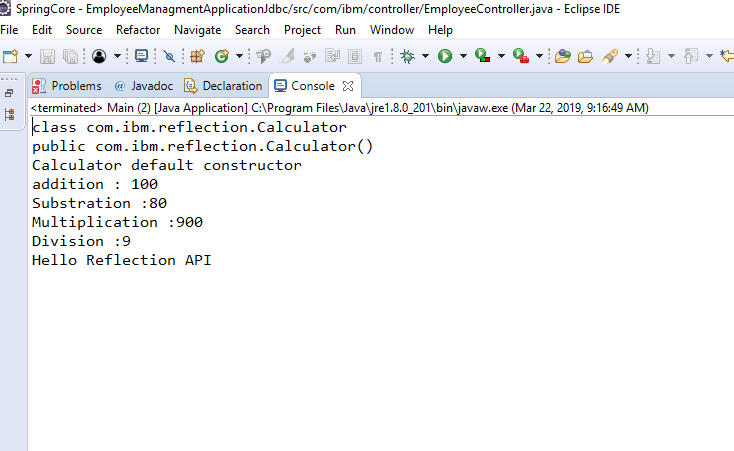 SpringCore - EmployeeManagmentApplicationJdbc/src/com/ibm/controller/EmployeeController.java - Eclipse IDE
File Edit Source Refactor Navigate Search Project Run Window Help
Problems @ Javadoc Declaration Console
<terminated> Main (2) [Java Application] C:\Program Files\Java\jre1.8.0_201\bin\javaw.exe (Mar 22, 2019, 9:16:49 AM)
class com.ibm.reflection.Calculator
public com.ibm.reflection.Calculator()
Calculator default constructor
addition : 100
Substration :80
Multiplication :900
Division :9
Hello Reflection API